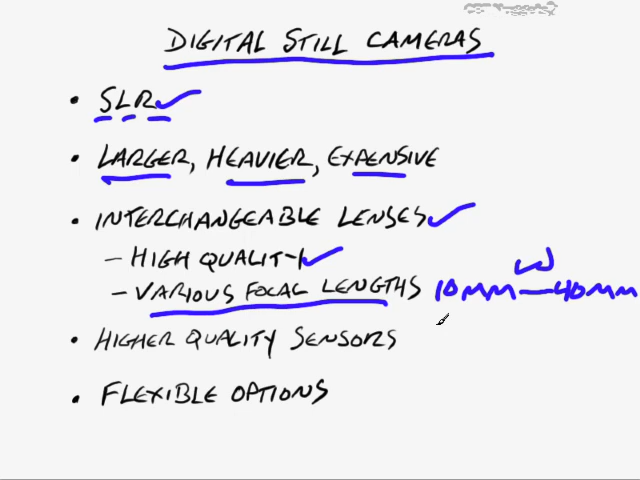 DIGITAL STILL CAMERAS
• SLR
• LARGER, HEAVIER, EXPENSIVE
• INTERCHANGEABLE LENSES
– HIGH QUALITY
– VARIOUS FOCAL LENGTHS 10MM—40MM
W
• HIGHER QUALITY SENSORS
• FLEXIBLE OPTIONS